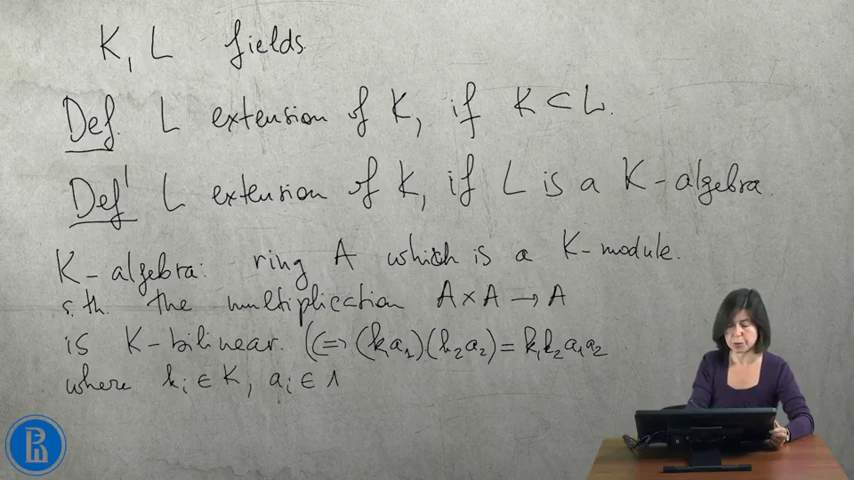 K, L fields
Def. L extension of K, if K ⊂ L.
Def' L extension of K, if L is a K-algebra.
K-algebra: ring A which is a K-module.
s.th. the multiplication A × A → A
is K-bilinear. (⇔ (k₁a₁)(k₂a₂) = k₁k₂a₁a₂
where kᵢ ∈ K, aᵢ ∈